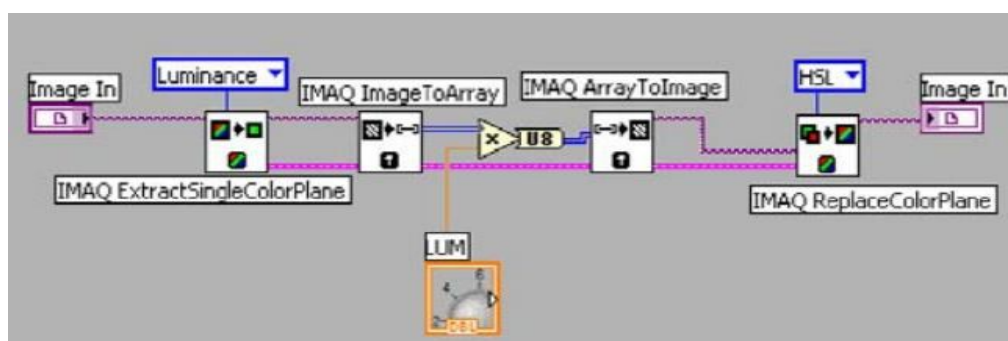 Image In
Luminance
IMAQ ImageToArray
IMAQ ArrayToImage
HSL
Image In
U8
IMAQ ExtractSingleColorPlane
IMAQ ReplaceColorPlane
LUM
2
4
6
DBL